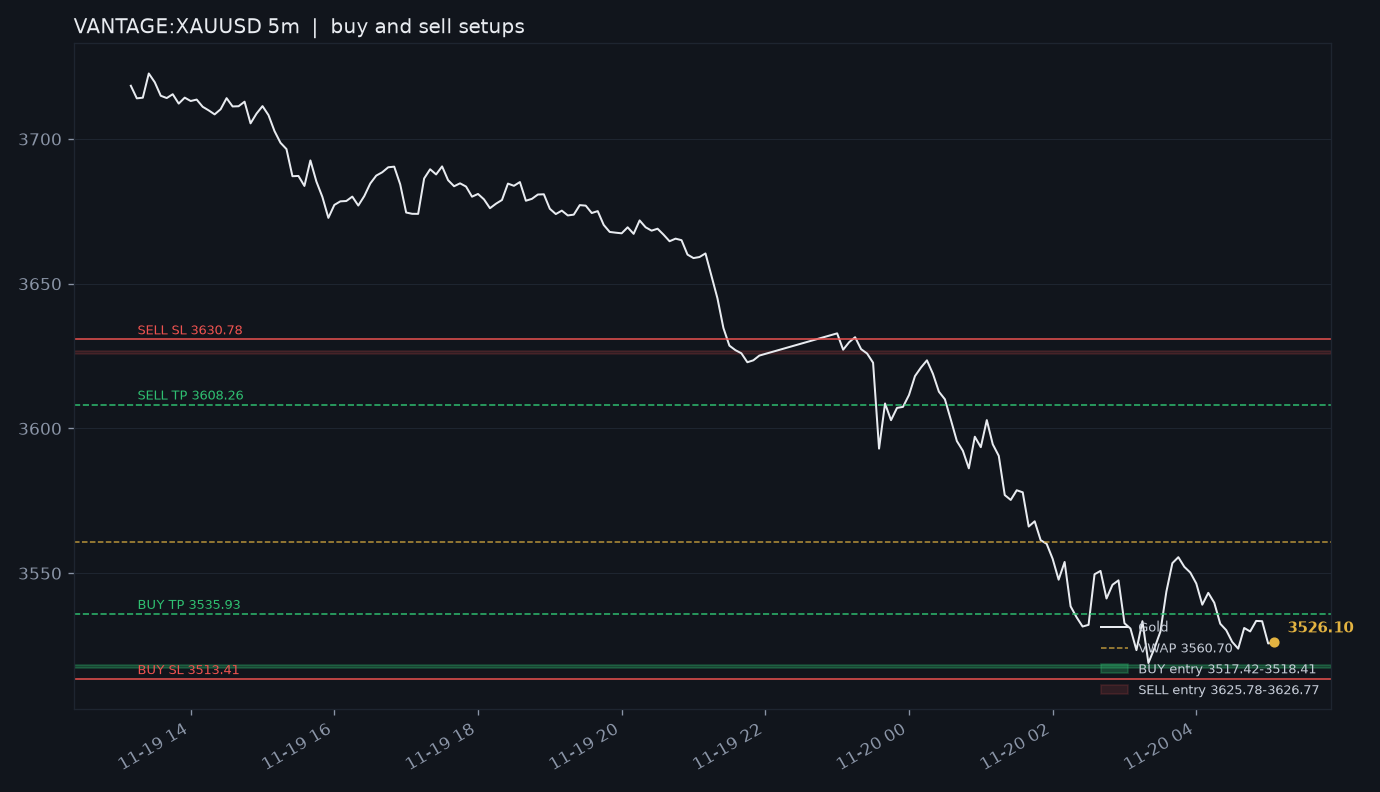 VANTAGE:XAUUSD 5m | buy and sell setups
3700
3650
SELL SL 3630.78
SELL TP 3608.26
3600
3550
BUY TP 3535.93
Gold
3526.10
VWAP 3560.70
BUY SL 3513.41
BUY entry 3517.42-3518.41
SELL entry 3625.78-3626.77
11-19 14
11-19 16
11-19 18
11-19 20
11-19 22
11-20 00
11-20 02
11-20 04